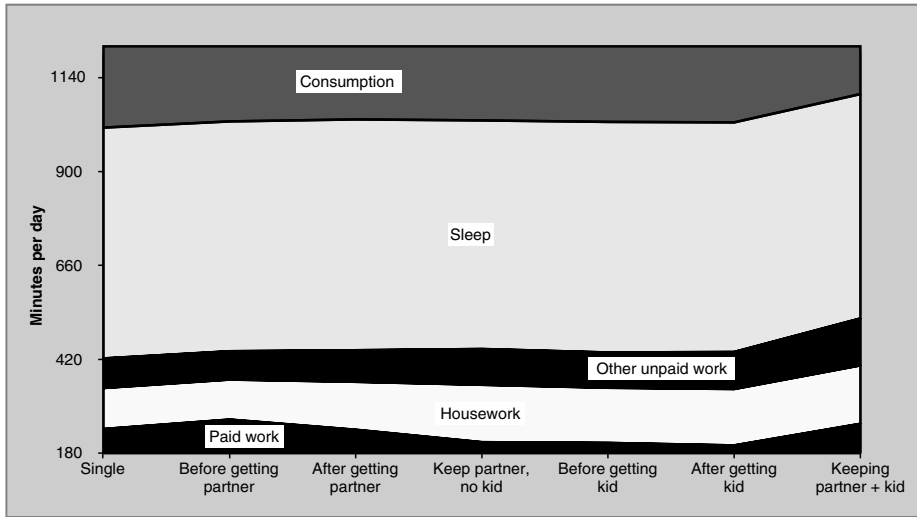 Minutes per day
1140
900
660
420
180
Consumption
Sleep
Other unpaid work
Housework
Paid work
Single
Before getting
partner
After getting
partner
Keep partner,
no kid
Before getting
kid
After getting
kid
Keeping
partner + kid